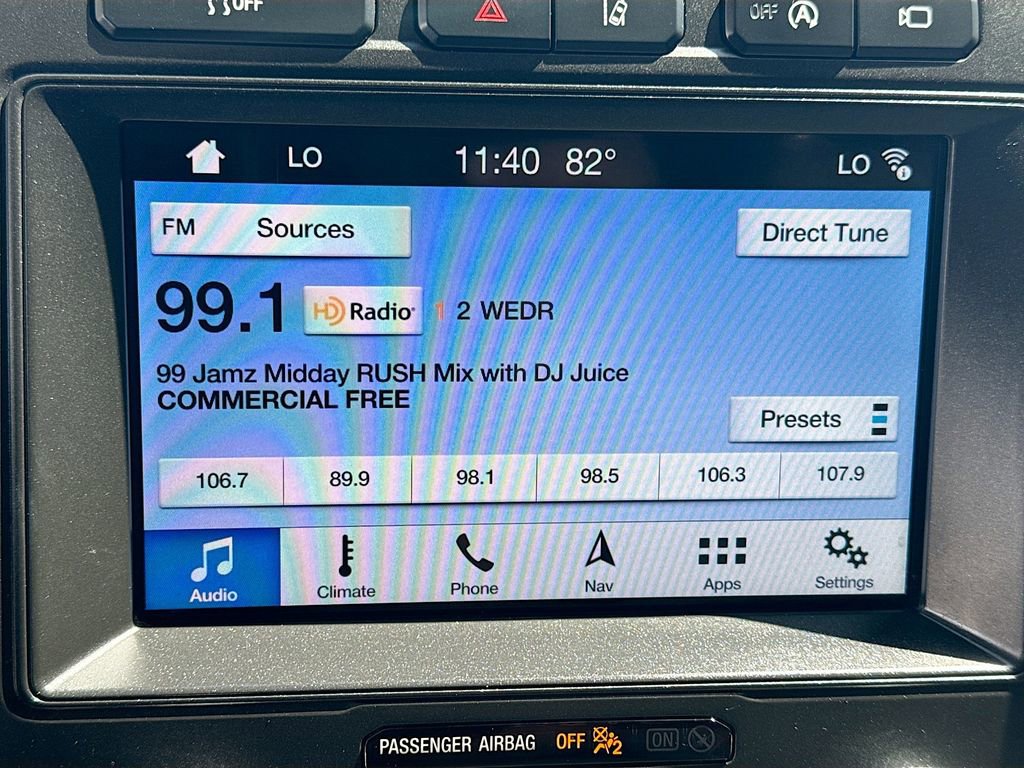 OFF
OFF A
LO 11:40 82° LO
FM Sources
Direct Tune
99.1 HD Radio 1 2 WEDR
99 Jamz Midday RUSH Mix with DJ Juice
COMMERCIAL FREE
Presets
106.7 89.9 98.1 98.5 106.3 107.9
Audio Climate Phone Nav Apps Settings
PASSENGER AIRBAG OFF 2 ON